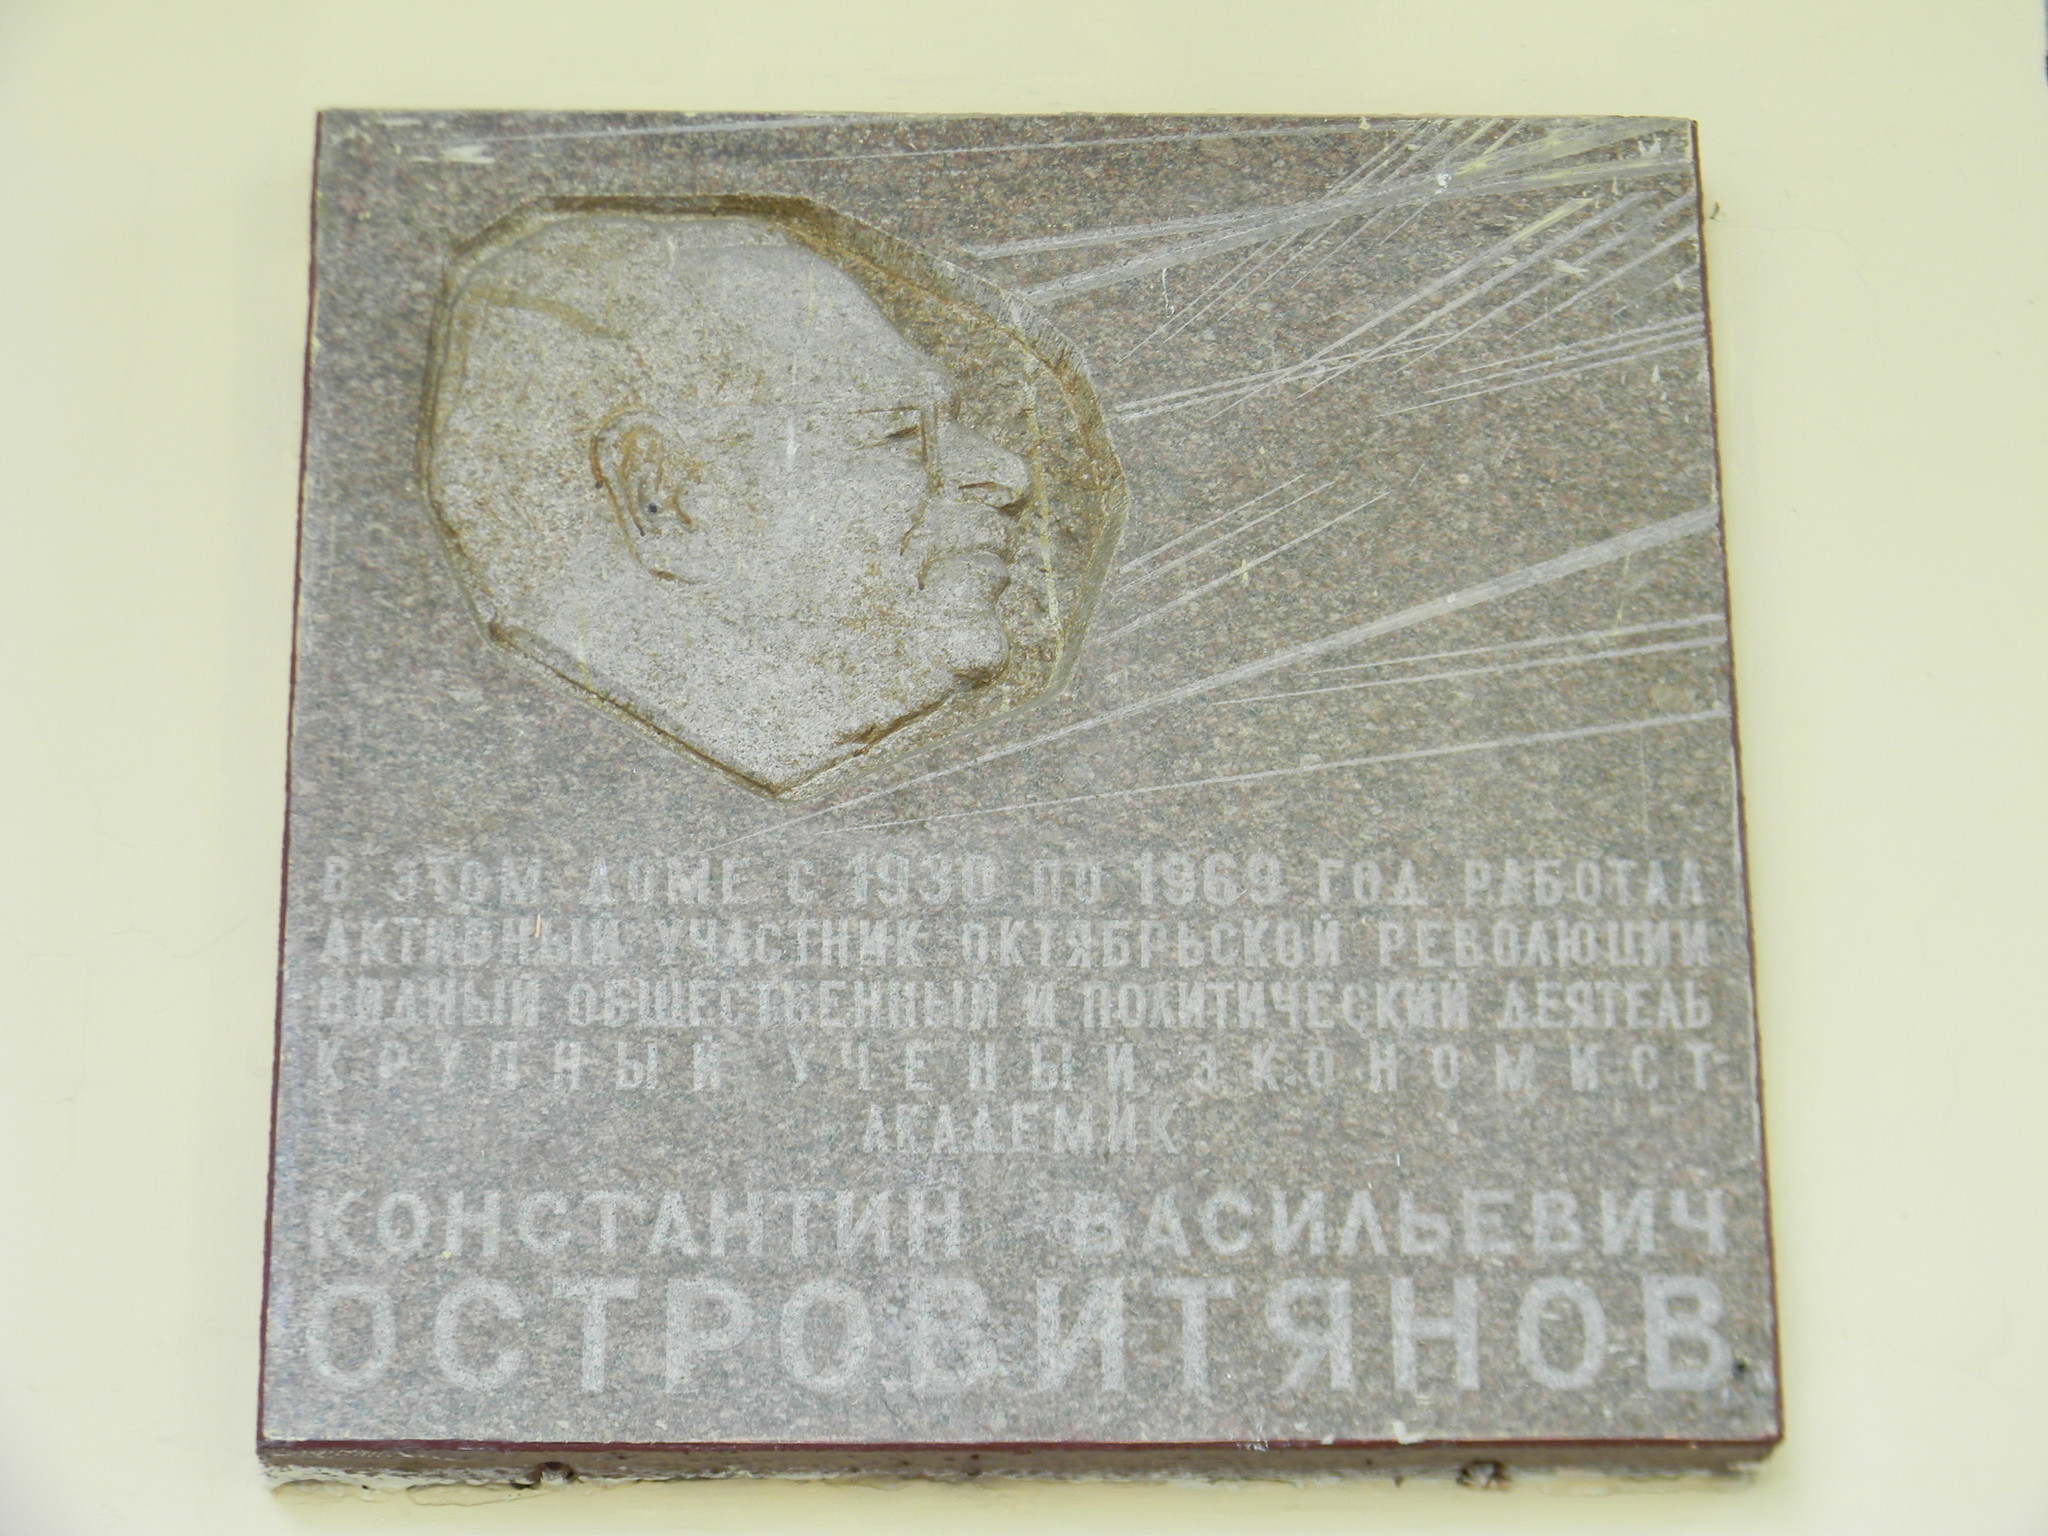 В ЭТОМ ДОМЕ С 1930 ПО 1969 ГОД РАБОТАЛ
АКТИВНЫЙ УЧАСТНИК ОКТЯБРЬСКОЙ РЕВОЛЮЦИИ
ВИДНЫЙ ОБЩЕСТВЕННЫЙ И ПОЛИТИЧЕСКИЙ ДЕЯТЕЛЬ
КРУПНЫЙ УЧЕНЫЙ-ЭКОНОМИСТ
АКАДЕМИК
КОНСТАНТИН ВАСИЛЬЕВИЧ
ОСТРОВИТЯНОВ